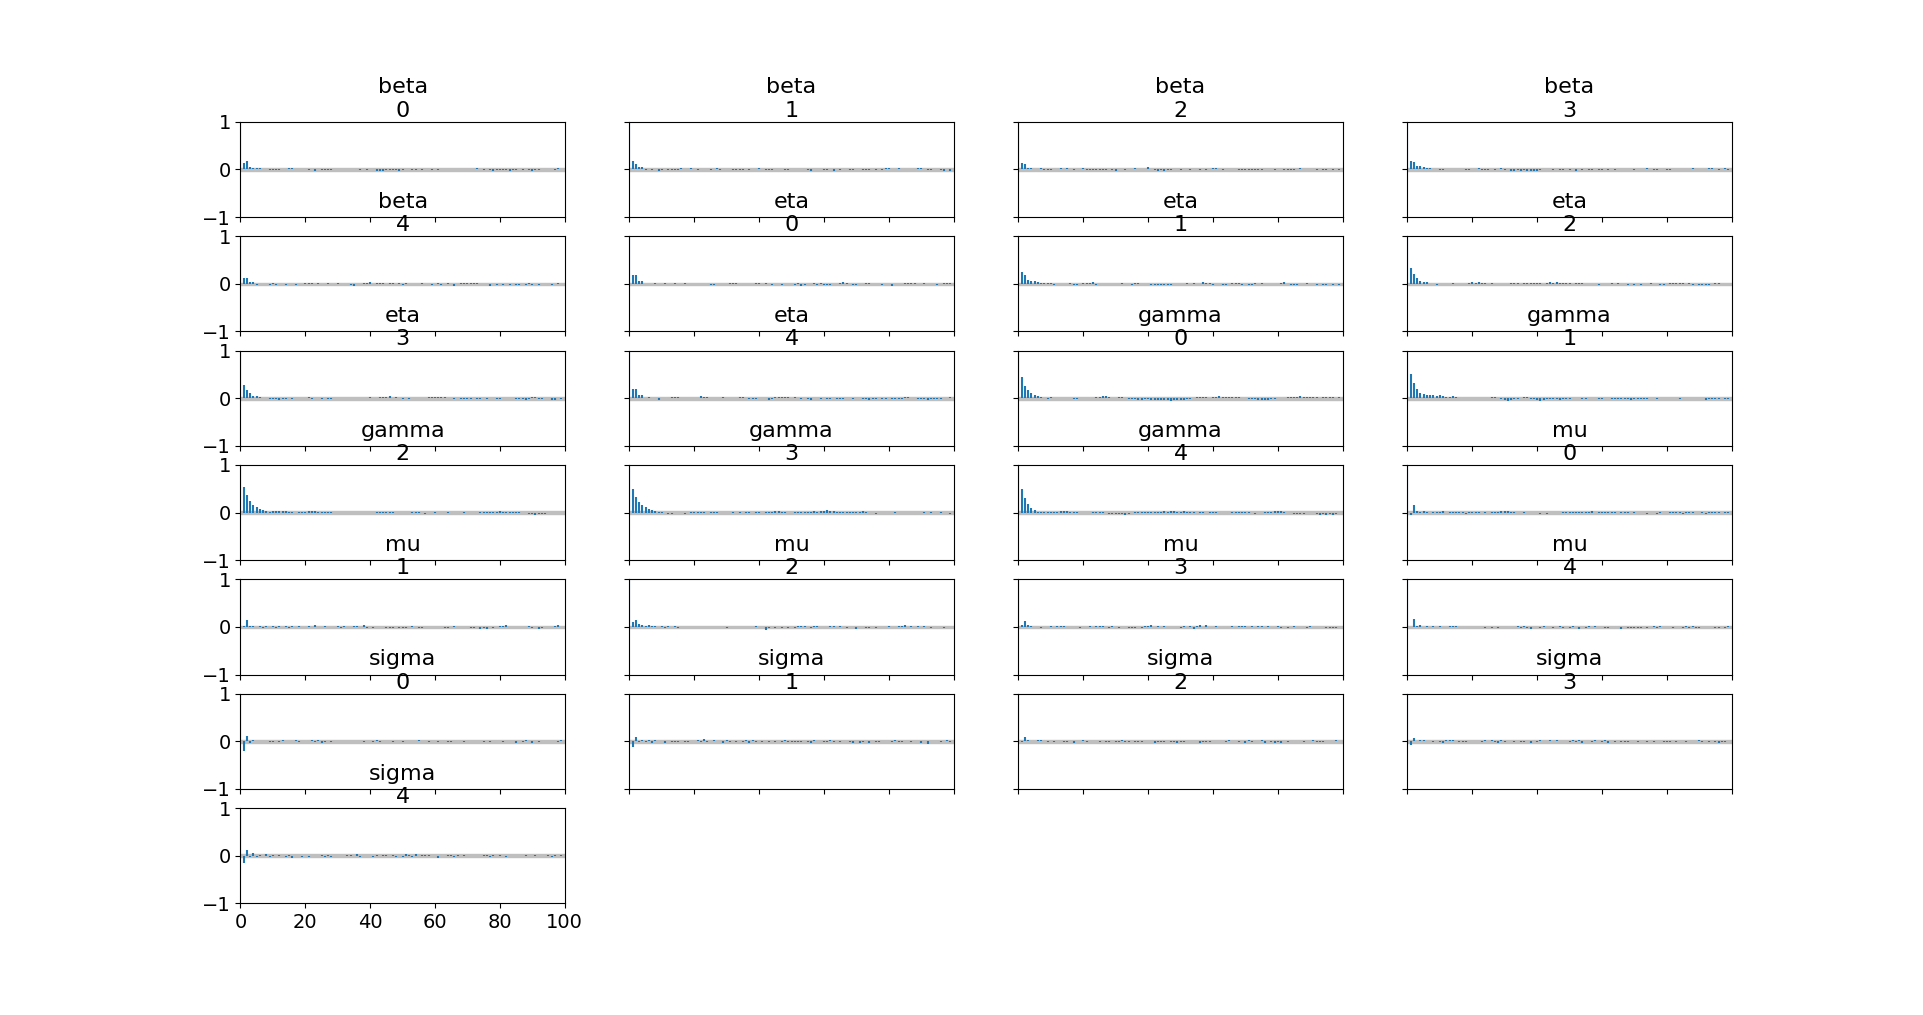 beta beta beta beta
0 1 2 3
1
0
−1
beta eta eta eta
4 0 1 2
1
0
−1
eta eta gamma gamma
3 4 0 1
1
0
−1
gamma gamma gamma mu
2 3 4 0
1
0
−1
mu mu mu mu
1 2 3 4
1
0
−1
sigma sigma sigma sigma
0 1 2 3
1
0
−1
sigma
4
1
0
−1
0 20 40 60 80 100